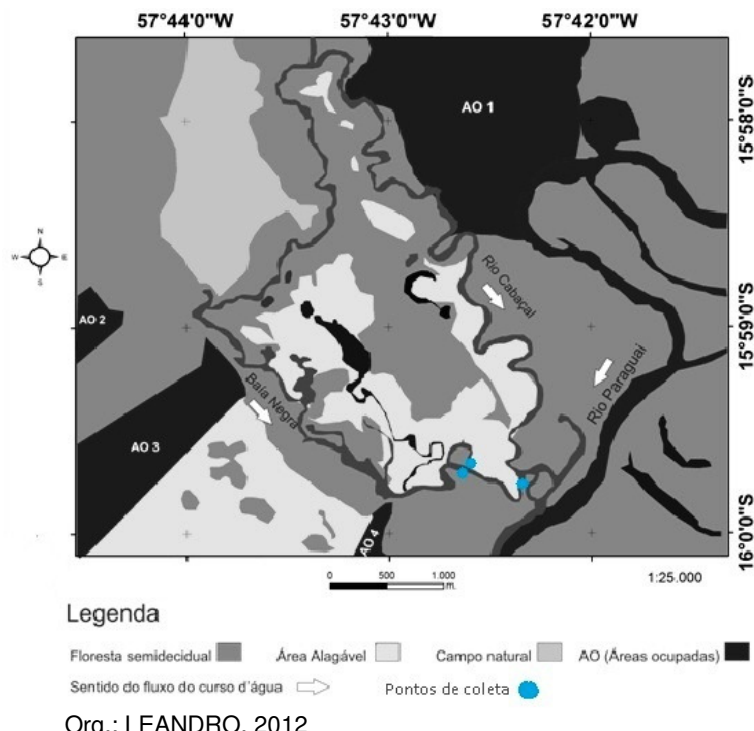 57°44'0"W 57°43'0"W 57°42'0"W
15°58'0"S
15°59'0"S
16°0'0"S
N
W E
S
AO 1
AO 2
AO 3
AO 4
Rio Cabaçal
Rio Paraguai
Baía Negra
0 500 1.000
m.
1:25.000
Legenda
Floresta semidecidual Área Alagável Campo natural AO (Áreas ocupadas)
Sentido do fluxo do curso d'água Pontos de coleta
Org.: LEANDRO, 2012